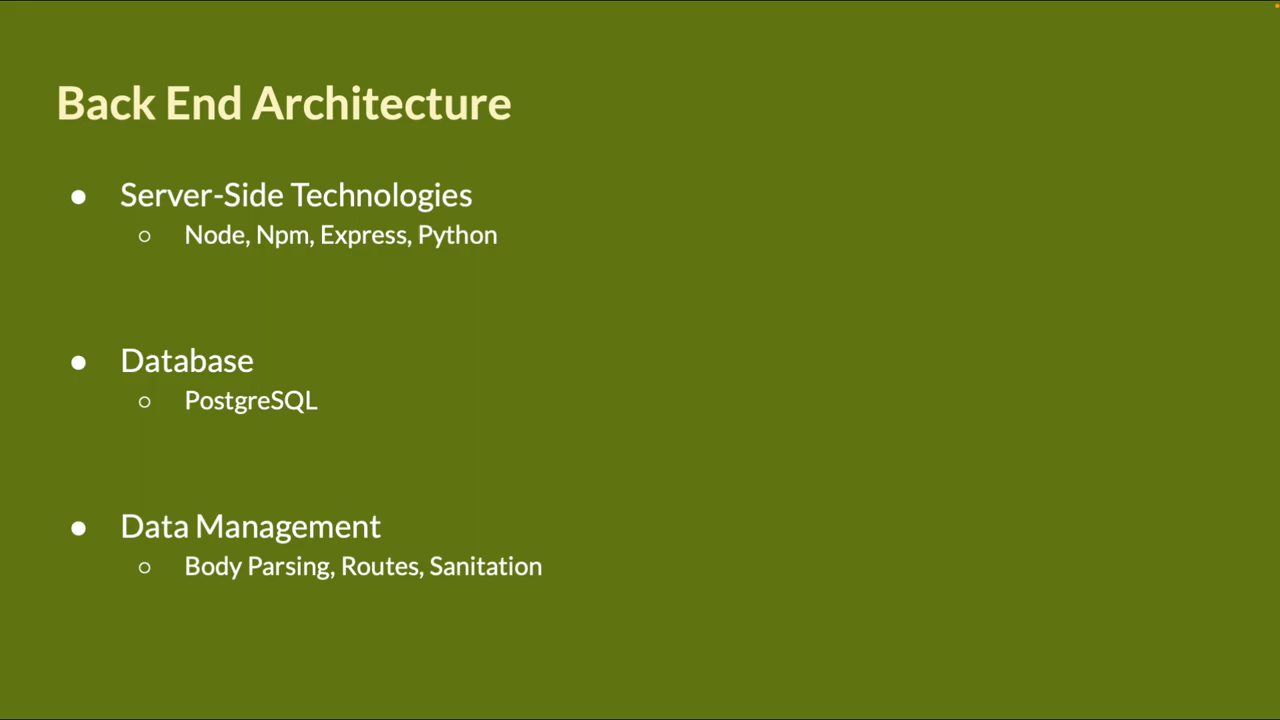 Back End Architecture
● Server-Side Technologies
○ Node, Npm, Express, Python
● Database
○ PostgreSQL
● Data Management
○ Body Parsing, Routes, Sanitation